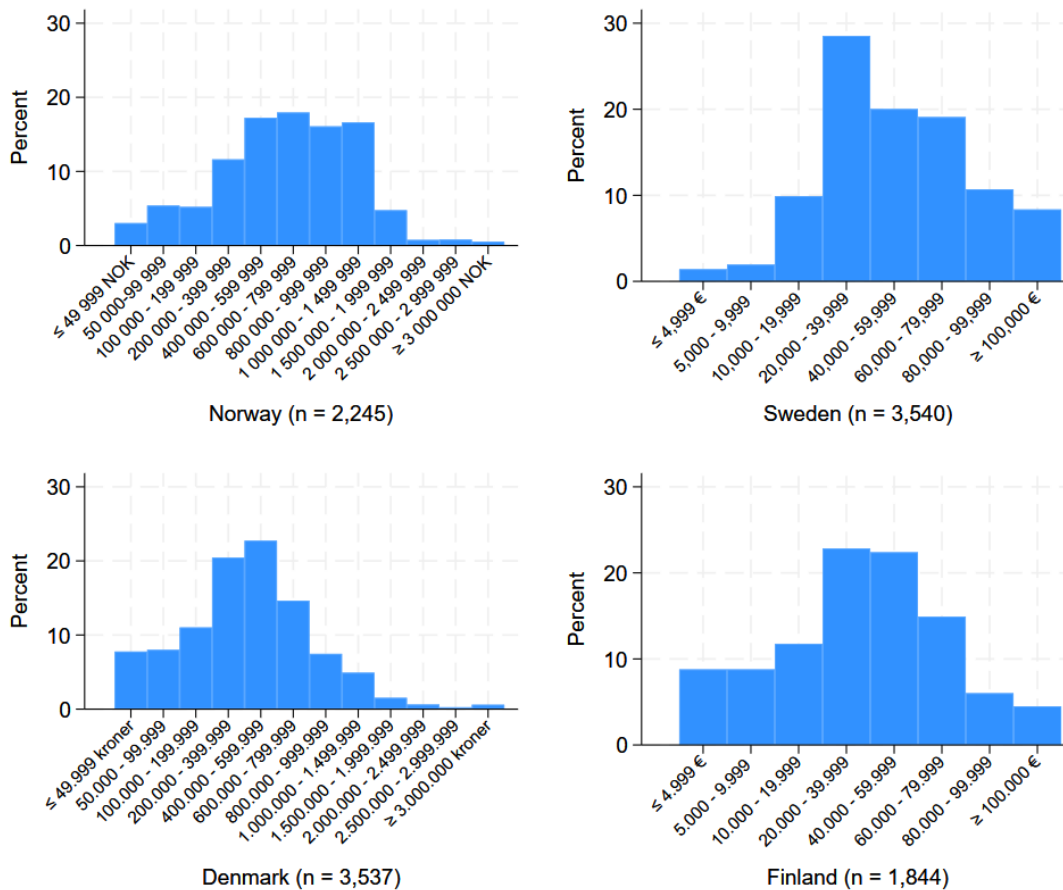 30
20
10
0
Percent
≤ 49 999 NOK
50 000-99 999
100 000 - 199 999
200 000 - 399 999
400 000 - 599 999
600 000 - 799 999
800 000 - 999 999
1 000 000 - 1 499 999
1 500 000 - 1 999 999
2 000 000 - 2 499 999
2 500 000 - 2 999 999
≥ 3 000 000 NOK
Norway (n = 2,245)
30
20
10
0
Percent
≤ 4,999 €
5,000 - 9,999
10,000 - 19,999
20,000 - 39,999
40,000 - 59,999
60,000 - 79,999
80,000 - 99,999
≥ 100,000 €
Sweden (n = 3,540)
30
20
10
0
Percent
≤ 49.999 kroner
50.000 - 99.999
100.000 - 199.999
200.000 - 399.999
400.000 - 599.999
600.000 - 799.999
800.000 - 999.999
1.000.000 - 1.499.999
1.500.000 - 1.999.999
2.000.000 - 2.499.999
2.500.000 - 2.999.999
≥ 3.000.000 kroner
Denmark (n = 3,537)
30
20
10
0
Percent
≤ 4.999 €
5.000 - 9.999
10.000 - 19.999
20.000 - 39.999
40.000 - 59.999
60.000 - 79.999
80.000 - 99.999
≥ 100.000 €
Finland (n = 1,844)